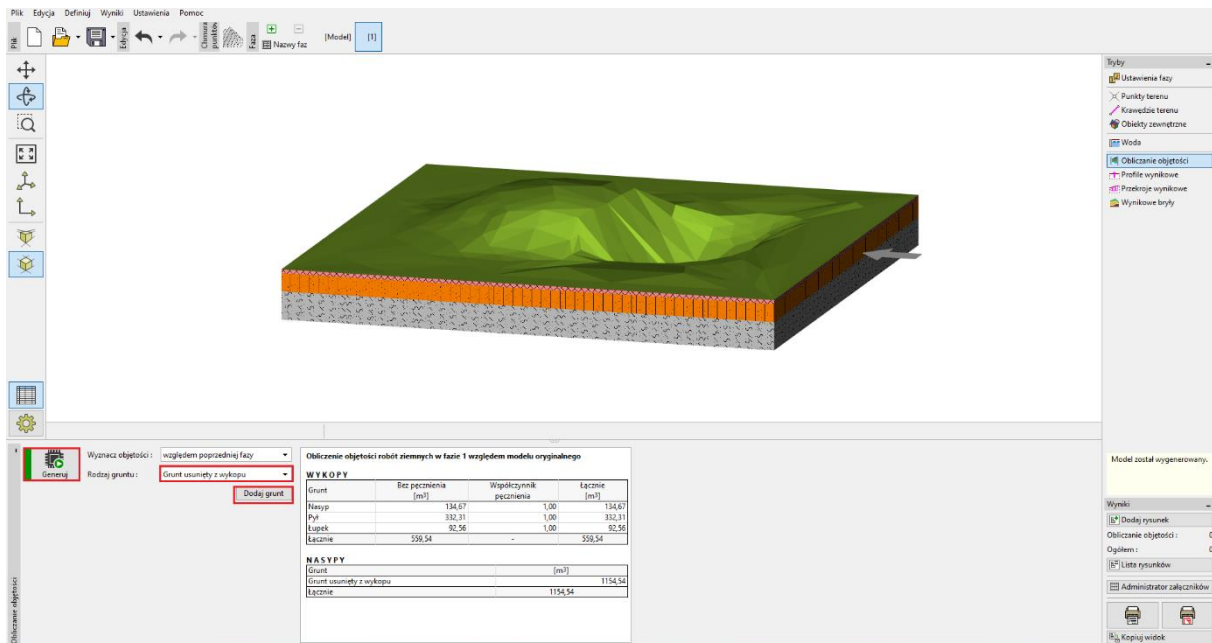 Plik Edycja Definiuj Wyniki Ustawienia Pomoc
Plik
Edycja
Chmura punktów
Faza
Nazwy faz
[Model]
[1]
Tryby
Ustawienia fazy
Punkty terenu
Krawędzie terenu
Obiekty zewnętrzne
Woda
Obliczanie objętości
Profile wynikowe
Przekroje wynikowe
Wynikowe bryły
Obliczanie objętości
Generuj
Wyznacz objętości : względem poprzedniej fazy
Rodzaj gruntu : Grunt usunięty z wykopu
Dodaj grunt
Obliczenie objętości robót ziemnych w fazie 1 względem modelu oryginalnego
WYKOPY
Grunt Bez pęcznienia [m³] Współczynnik pęcznienia Łącznie [m³]
Nasyp 134,67 1,00 134,67
Pył 332,31 1,00 332,31
Łupek 92,56 1,00 92,56
Łącznie 559,54 - 559,54
NASYPY
Grunt [m³]
Grunt usunięty z wykopu 1154,54
Łącznie 1154,54
Model został wygenerowany.
Wyniki
Dodaj rysunek
Obliczanie objętości : 0
Ogółem : 0
Lista rysunków
Administrator załączników
Kopiuj widok